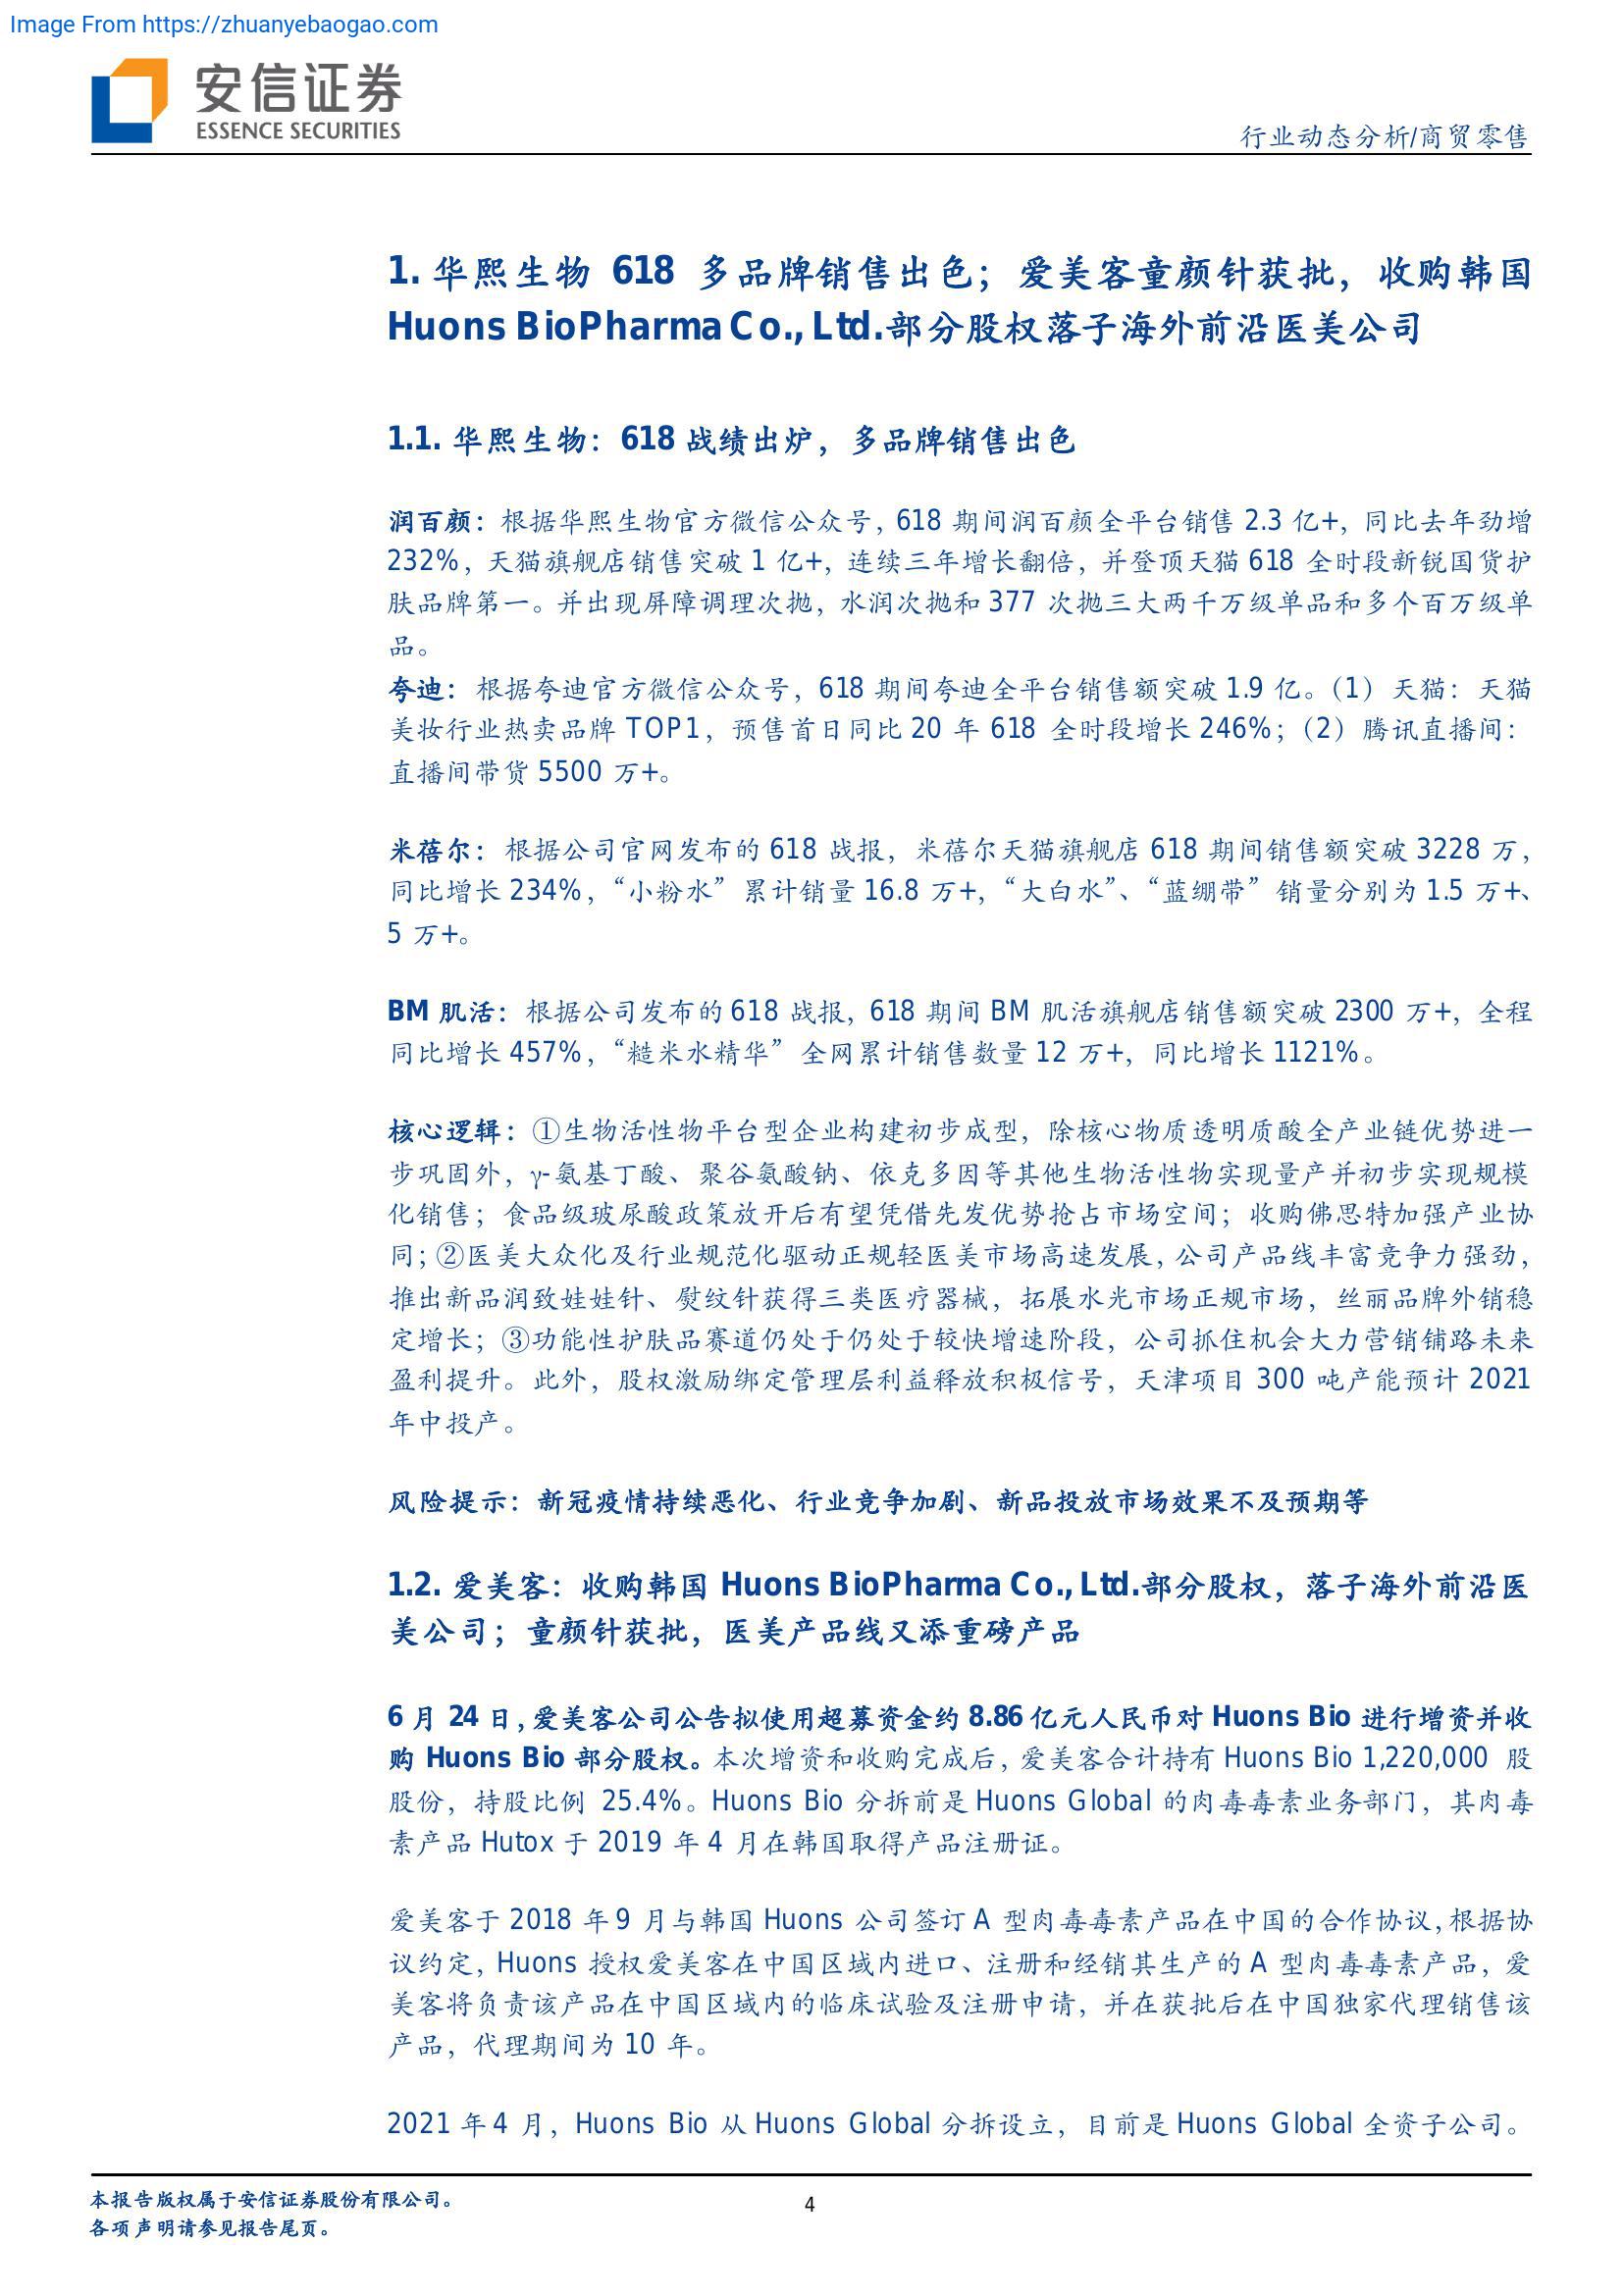 Image From https://zhuanyebaogao.com
安信证券
ESSENCE SECURITIES
行业动态分析/商贸零售
1. 华熙生物 618 多品牌销售出色；爱美客童颜针获批，收购韩国
Huons BioPharma Co., Ltd.部分股权落子海外前沿医美公司
1.1. 华熙生物：618 战绩出炉，多品牌销售出色
润百颜：根据华熙生物官方微信公众号，618 期间润百颜全平台销售 2.3 亿+，同比去年劲增
232%，天猫旗舰店销售突破 1 亿+，连续三年增长翻倍，并登顶天猫 618 全时段新锐国货护
肤品牌第一。并出现屏障调理次抛，水润次抛和 377 次抛三大两千万级单品和多个百万级单
品。
夸迪：根据夸迪官方微信公众号，618 期间夸迪全平台销售额突破 1.9 亿。（1）天猫：天猫
美妆行业热卖品牌 TOP1，预售首日同比 20 年 618 全时段增长 246%；（2）腾讯直播间：
直播间带货 5500 万+。
米蓓尔：根据公司官网发布的 618 战报，米蓓尔天猫旗舰店 618 期间销售额突破 3228 万，
同比增长 234%，“小粉水”累计销量 16.8 万+，“大白水”、“蓝绷带”销量分别为 1.5 万+、
5 万+。
BM 肌活：根据公司发布的 618 战报，618 期间 BM 肌活旗舰店销售额突破 2300 万+，全程
同比增长 457%，“糙米水精华”全网累计销售数量 12 万+，同比增长 1121%。
核心逻辑：①生物活性物平台型企业构建初步成型，除核心物质透明质酸全产业链优势进一
步巩固外，γ-氨基丁酸、聚谷氨酸钠、依克多因等其他生物活性物实现量产并初步实现规模
化销售；食品级玻尿酸政策放开后有望凭借先发优势抢占市场空间；收购佛思特加强产业协
同；②医美大众化及行业规范化驱动正规轻医美市场高速发展，公司产品线丰富竞争力强劲，
推出新品润致娃娃针、熨纹针获得三类医疗器械，拓展水光市场正规市场，丝丽品牌外销稳
定增长；③功能性护肤品赛道仍处于仍处于较快增速阶段，公司抓住机会大力营销铺路未来
盈利提升。此外，股权激励绑定管理层利益释放积极信号，天津项目 300 吨产能预计 2021
年中投产。
风险提示：新冠疫情持续恶化、行业竞争加剧、新品投放市场效果不及预期等
1.2. 爱美客：收购韩国 Huons BioPharma Co., Ltd.部分股权，落子海外前沿医
美公司；童颜针获批，医美产品线又添重磅产品
6 月 24 日，爱美客公司公告拟使用超募资金约 8.86 亿元人民币对 Huons Bio 进行增资并收
购 Huons Bio 部分股权。本次增资和收购完成后，爱美客合计持有 Huons Bio 1,220,000 股
股份，持股比例 25.4%。Huons Bio 分拆前是 Huons Global 的肉毒毒素业务部门，其肉毒
素产品 Hutox 于 2019 年 4 月在韩国取得产品注册证。
爱美客于 2018 年 9 月与韩国 Huons 公司签订 A 型肉毒毒素产品在中国的合作协议，根据协
议约定，Huons 授权爱美客在中国区域内进口、注册和经销其生产的 A 型肉毒毒素产品，爱
美客将负责该产品在中国区域内的临床试验及注册申请，并在获批后在中国独家代理销售该
产品，代理期间为 10 年。
2021 年 4 月，Huons Bio 从 Huons Global 分拆设立，目前是 Huons Global 全资子公司。
本报告版权属于安信证券股份有限公司。
各项声明请参见报告尾页。
4